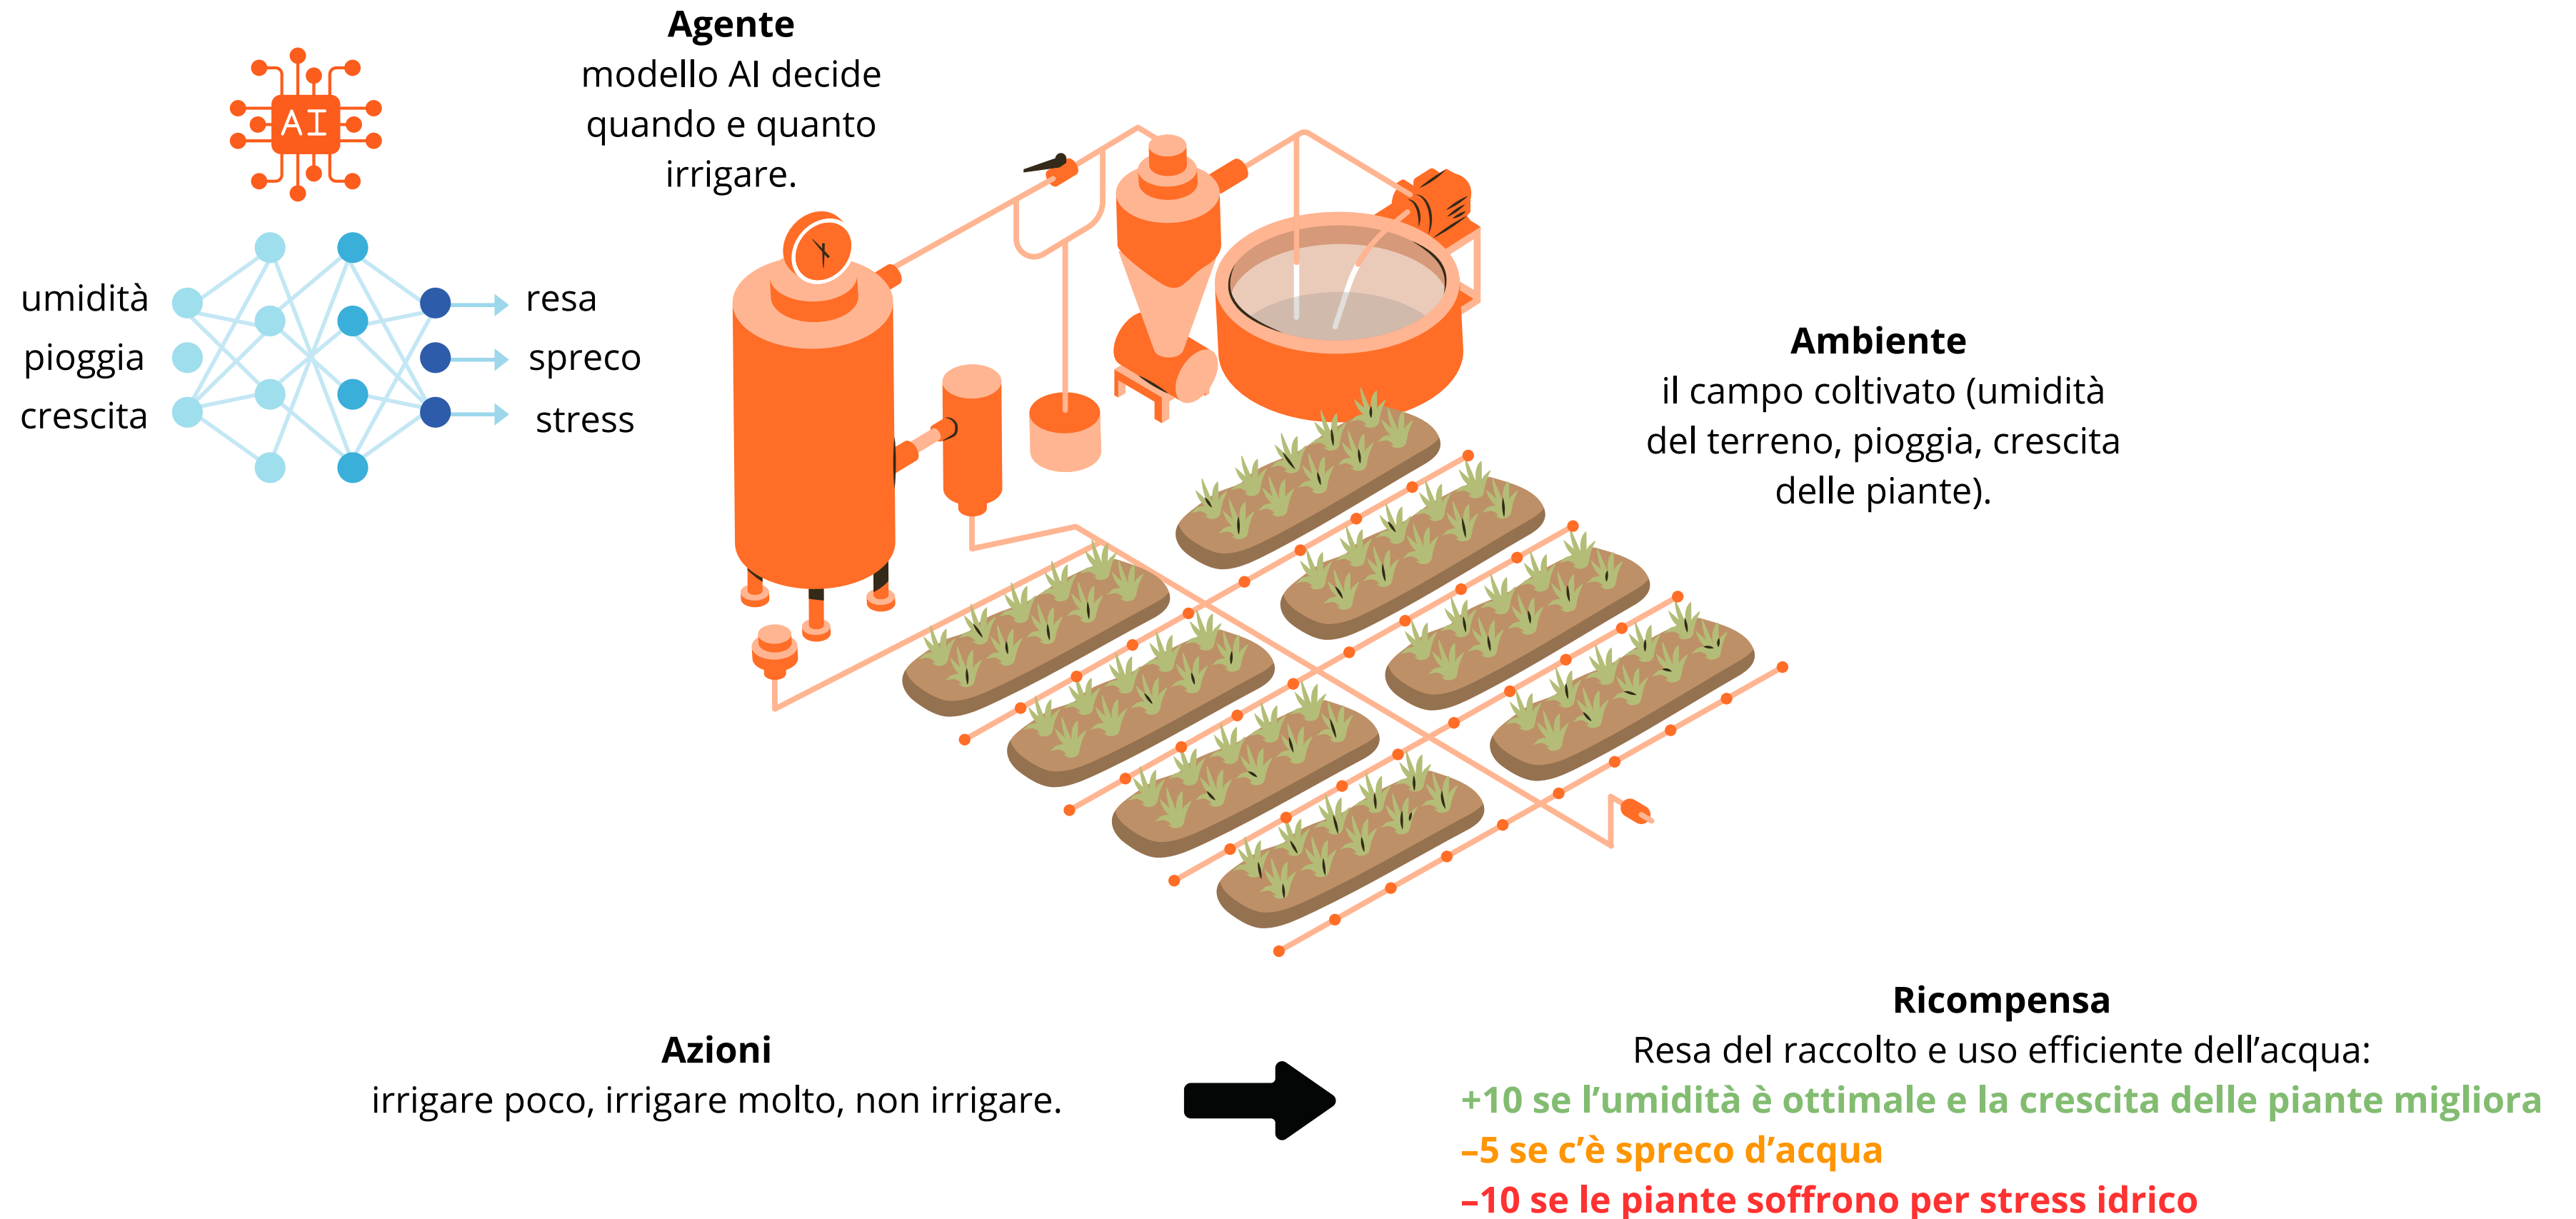 Agente
modello AI decide
quando e quanto
irrigare.
AI
umidità
pioggia
crescita
resa
spreco
stress
Ambiente
il campo coltivato (umidità
del terreno, pioggia, crescita
delle piante).
Azioni
irrigare poco, irrigare molto, non irrigare.
Ricompensa
Resa del raccolto e uso efficiente dell’acqua:
+10 se l’umidità è ottimale e la crescita delle piante migliora
–5 se c’è spreco d’acqua
–10 se le piante soffrono per stress idrico